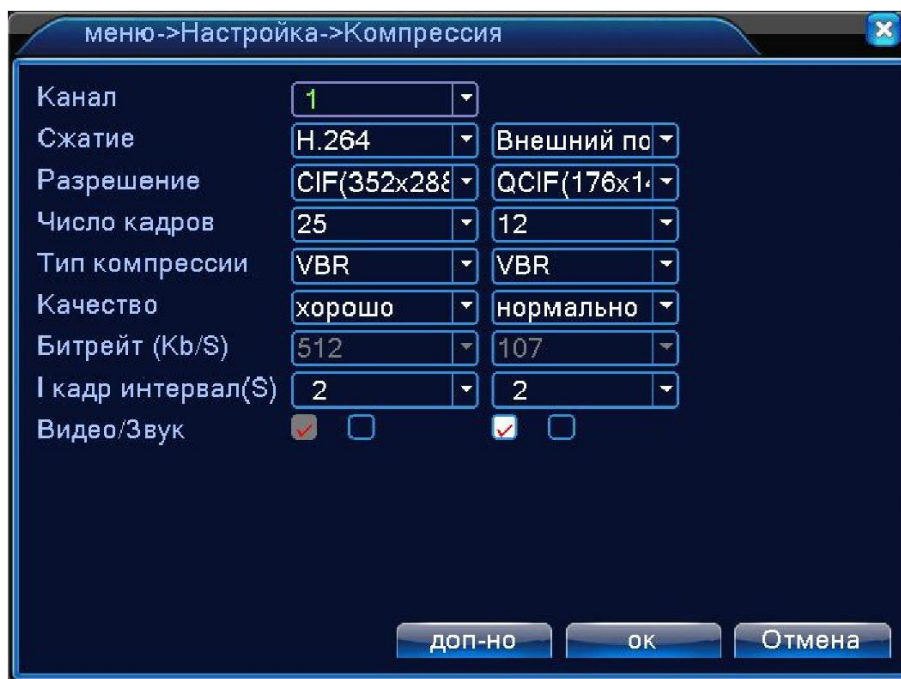 меню->Настройка->Компрессия
Канал 1
Сжатие H.264 Внешний по
Разрешение CIF(352x288 QCIF(176x14
Число кадров 25 12
Тип компрессии VBR VBR
Качество хорошо нормально
Битрейт (Kb/S) 512 107
I кадр интервал(S) 2 2
Видео/Звук
доп-но ок Отмена